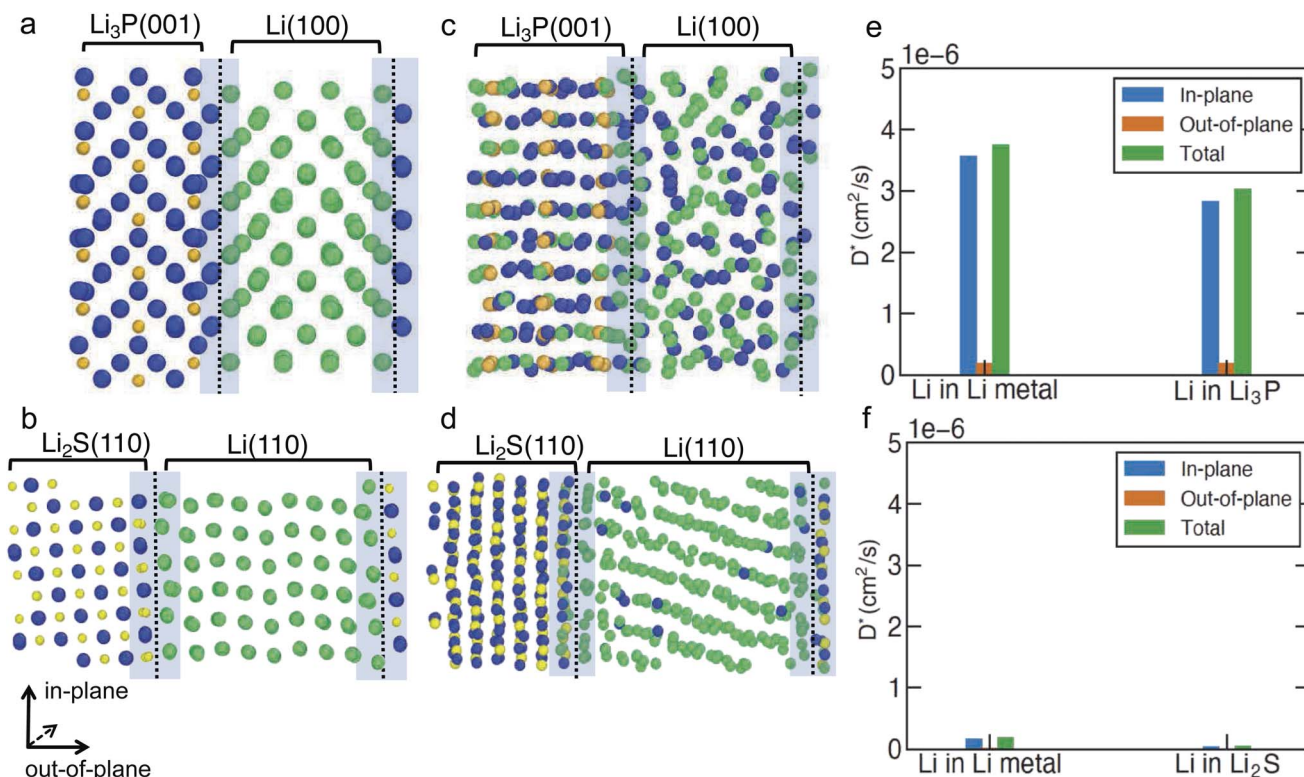 a
Li₃P(001)
Li(100)
b
Li₂S(110)
Li(110)
in-plane
out-of-plane
c
Li₃P(001)
Li(100)
d
Li₂S(110)
Li(110)
e
1e-6
5
4
3
2
1
0
D* (cm²/s)
In-plane
Out-of-plane
Total
Li in Li metal
Li in Li₃P
f
1e-6
5
4
3
2
1
0
D* (cm²/s)
In-plane
Out-of-plane
Total
Li in Li metal
Li in Li₂S